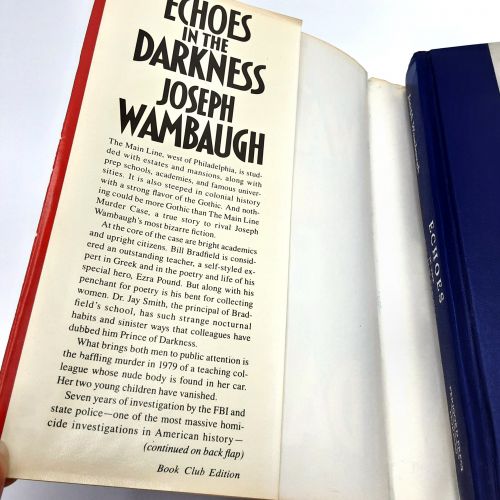 ECHOES
IN THE
DARKNESS
JOSEPH
WAMBAUGH
The Main Line, west of Philadelphia, is stud-
ded with estates and mansions, along with
prep schools, academies, and famous univer-
sities. It is also steeped in colonial history
with a strong flavor of the Gothic. And noth-
ing could be more Gothic than The Main Line
Murder Case, a true story to rival Joseph
Wambaugh's most bizarre fiction.
At the core of the case are bright academics
and upright citizens. Bill Bradfield is consid-
ered an outstanding teacher, a self-styled ex-
pert in Greek and in the poetry and life of his
special hero, Ezra Pound. But along with his
penchant for poetry is his bent for collecting
women. Dr. Jay Smith, the principal of Brad-
field's school, has such strange nocturnal
habits and sinister ways that colleagues have
dubbed him Prince of Darkness.
What brings both men to public attention is
the baffling murder in 1979 of a teaching col-
league whose nude body is found in her car.
Her two young children have vanished.
Seven years of investigation by the FBI and
state police—one of the most massive homi-
cide investigations in American history—
(continued on back flap)
Book Club Edition
Joseph Wambaugh
ECHOES